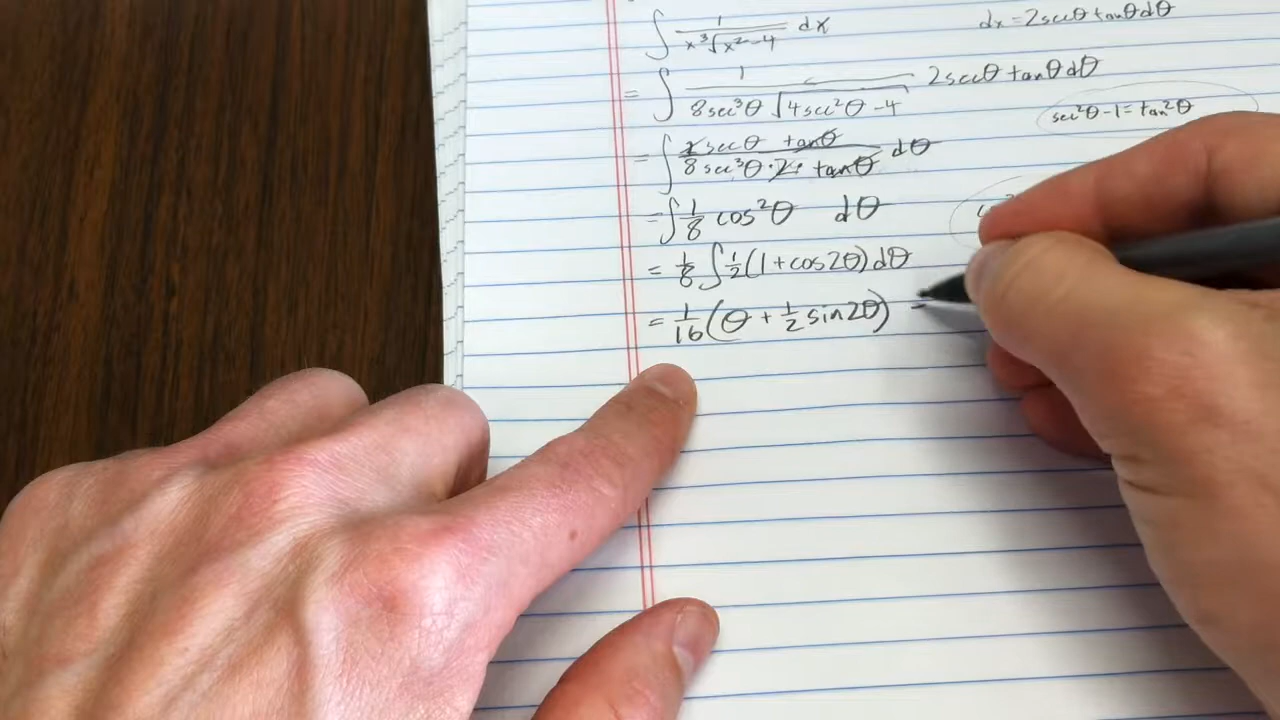 ∫ 1/(x³√(x²-4)) dx    dx = 2secθ tanθ dθ
= ∫ 1/(8sec³θ √(4sec²θ - 4)) 2secθ tanθ dθ
sec²θ - 1 = tan²θ
= ∫ (2secθ tanθ)/(8sec³θ · 2 · tanθ) dθ
= ∫ 1/8 cos²θ dθ
= 1/8 ∫ 1/2 (1 + cos2θ) dθ
= 1/16 (θ + 1/2 sin2θ)